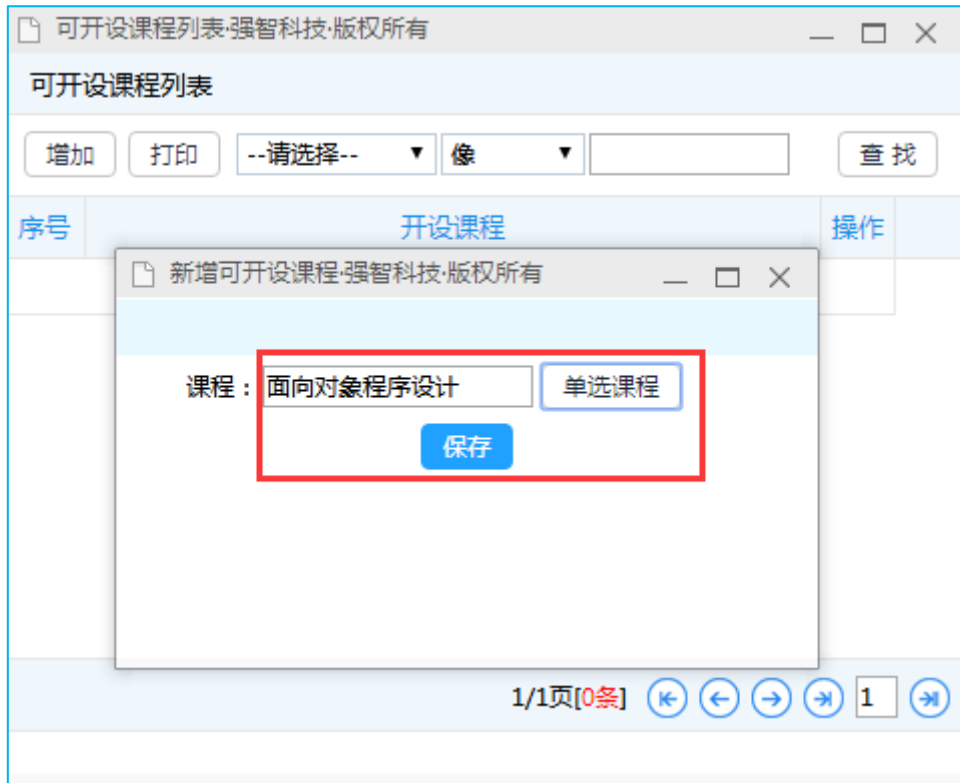 可开设课程列表·强智科技·版权所有
可开设课程列表
增加 打印 --请选择-- 像 查 找
序号 开设课程 操作
新增可开设课程·强智科技·版权所有
课程： 面向对象程序设计 单选课程
保存
1/1页[0条] 1